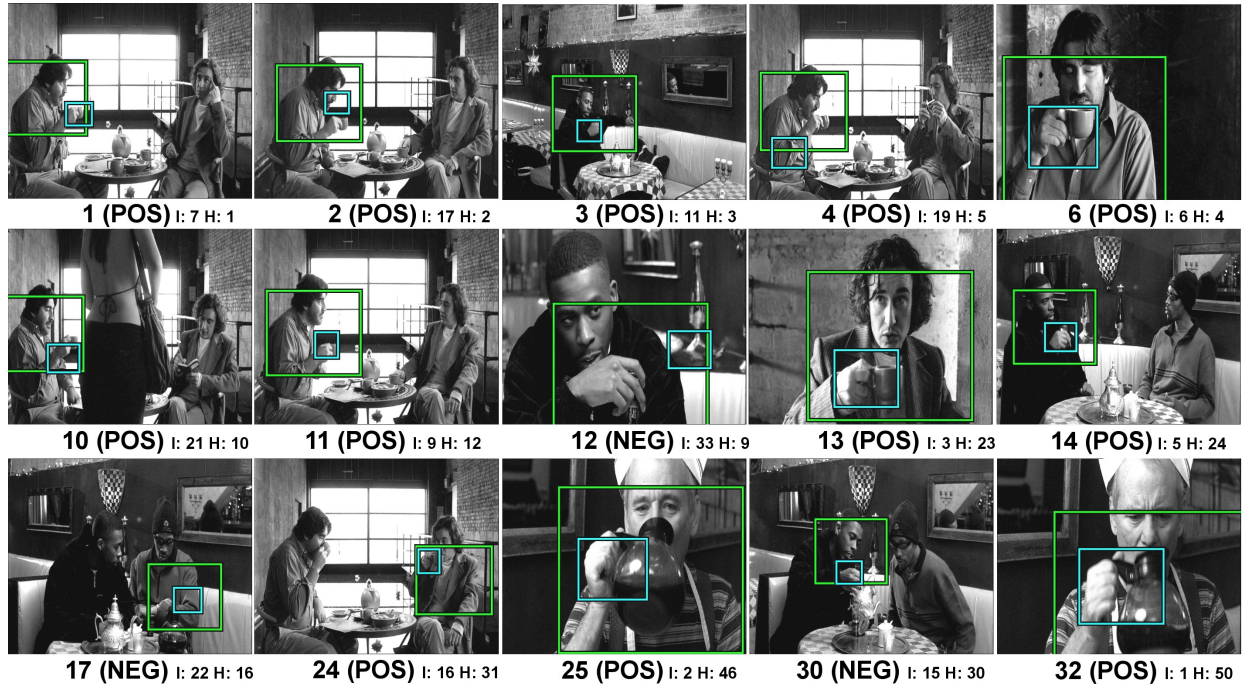 1 (POS) I: 7 H: 1
2 (POS) I: 17 H: 2
3 (POS) I: 11 H: 3
4 (POS) I: 19 H: 5
6 (POS) I: 6 H: 4
10 (POS) I: 21 H: 10
11 (POS) I: 9 H: 12
12 (NEG) I: 33 H: 9
13 (POS) I: 3 H: 23
14 (POS) I: 5 H: 24
17 (NEG) I: 22 H: 16
24 (POS) I: 16 H: 31
25 (POS) I: 2 H: 46
30 (NEG) I: 15 H: 30
32 (POS) I: 1 H: 50